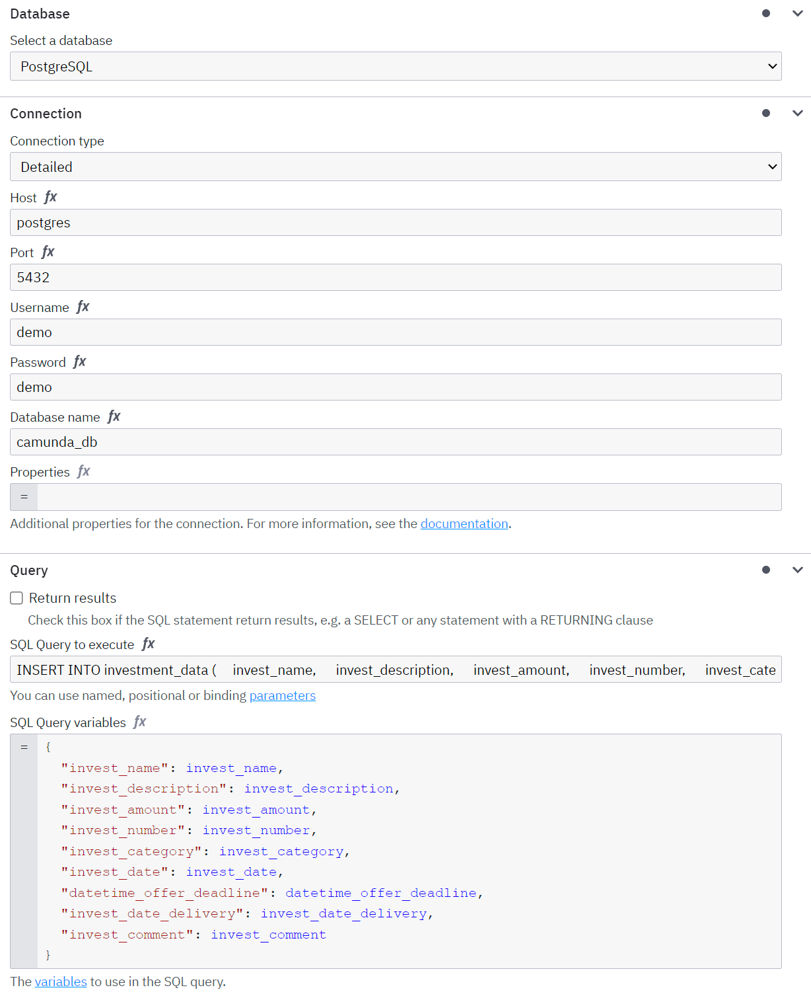 Database
Select a database
PostgreSQL
Connection
Connection type
Detailed
Host fx
postgres
Port fx
5432
Username fx
demo
Password fx
demo
Database name fx
camunda_db
Properties fx
=
Additional properties for the connection. For more information, see the documentation.
Query
Return results
Check this box if the SQL statement return results, e.g. a SELECT or any statement with a RETURNING clause
SQL Query to execute fx
INSERT INTO investment_data ( invest_name, invest_description, invest_amount, invest_number, invest_cate
You can use named, positional or binding parameters
SQL Query variables fx
= {
"invest_name": invest_name,
"invest_description": invest_description,
"invest_amount": invest_amount,
"invest_number": invest_number,
"invest_category": invest_category,
"invest_date": invest_date,
"datetime_offer_deadline": datetime_offer_deadline,
"invest_date_delivery": invest_date_delivery,
"invest_comment": invest_comment
}
The variables to use in the SQL query.